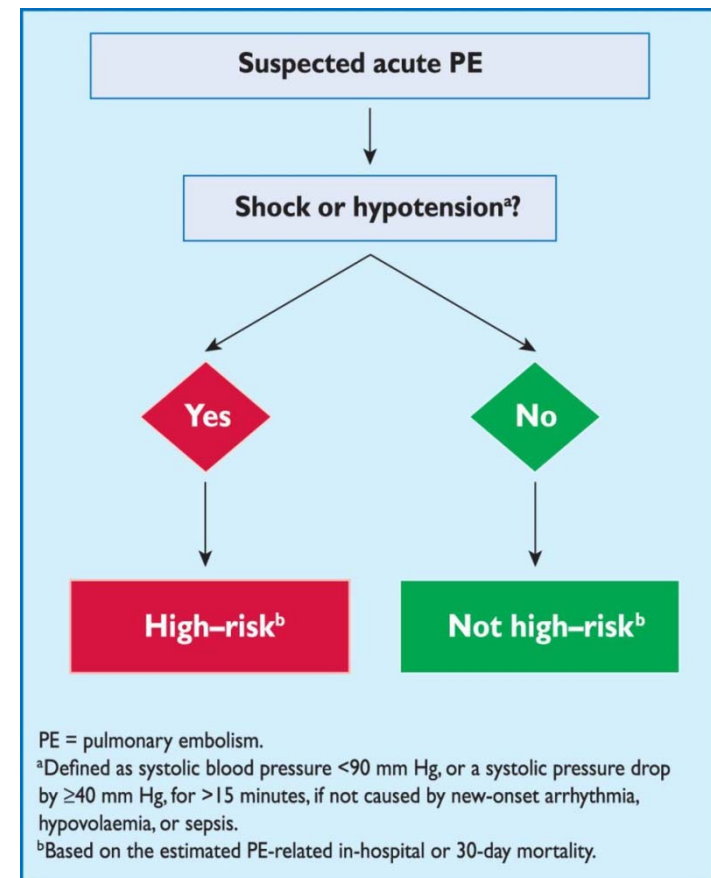 Suspected acute PE
Shock or hypotensionᵃ?
Yes
No
High–riskᵇ
Not high–riskᵇ
PE = pulmonary embolism.
ᵃDefined as systolic blood pressure <90 mm Hg, or a systolic pressure drop
by ≥40 mm Hg, for >15 minutes, if not caused by new-onset arrhythmia,
hypovolaemia, or sepsis.
ᵇBased on the estimated PE-related in-hospital or 30-day mortality.